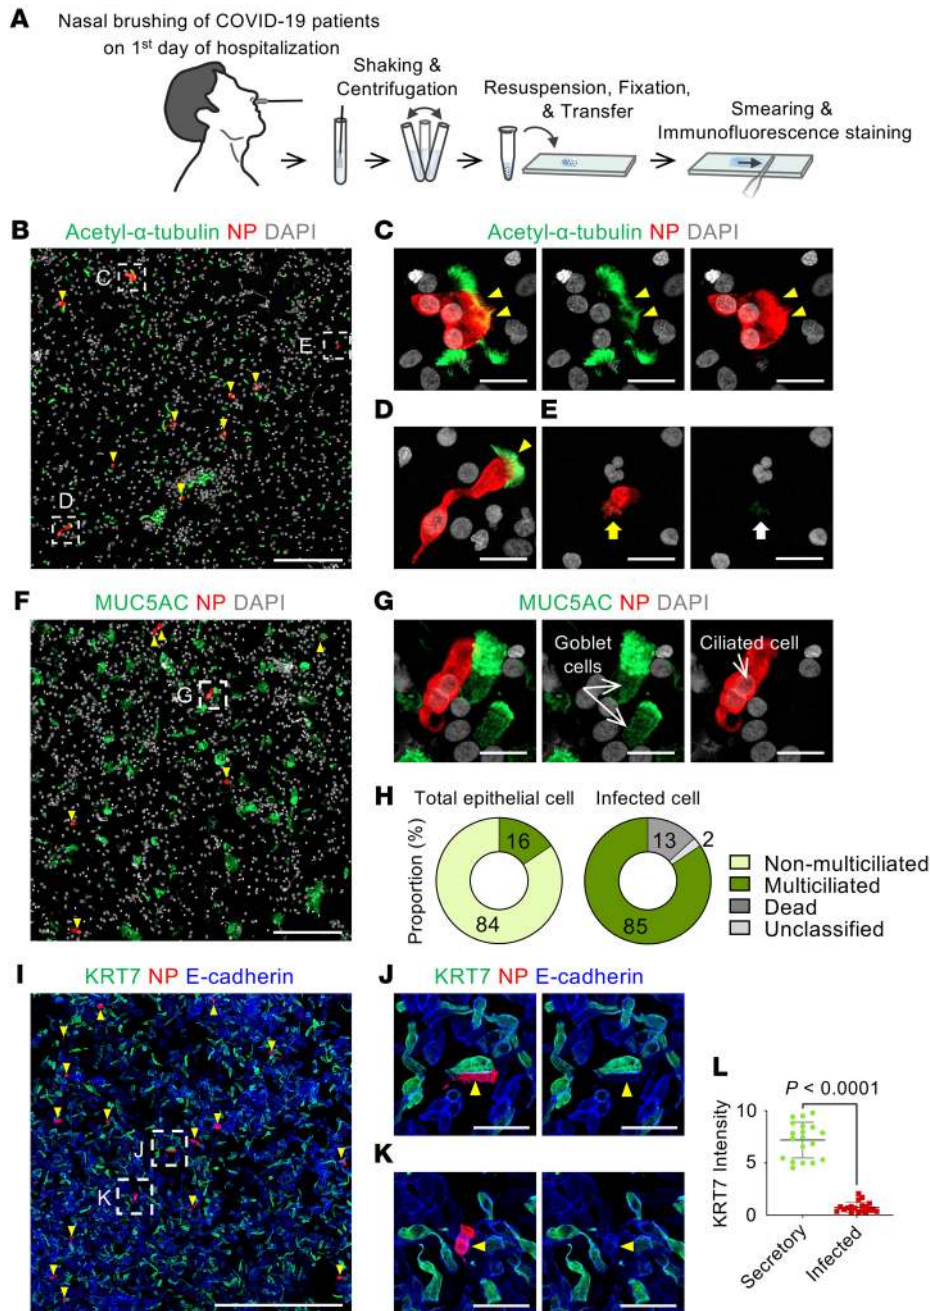 A
Nasal brushing of COVID-19 patients
on 1st day of hospitalization
Shaking &
Centrifugation
Resuspension, Fixation,
& Transfer
Smearing &
Immunofluorescence staining
B
Acetyl-α-tubulin NP DAPI
C
E
D
C
Acetyl-α-tubulin NP DAPI
D
E
F
MUC5AC NP DAPI
G
G
MUC5AC NP DAPI
Goblet
cells
Ciliated cell
H
Total epithelial cell
Infected cell
Proportion (%)
16
84
13
2
85
Non-multiciliated
Multiciliated
Dead
Unclassified
I
KRT7 NP E-cadherin
J
K
J
KRT7 NP E-cadherin
K
L
P < 0.0001
KRT7 Intensity
10
5
0
Secretory
Infected